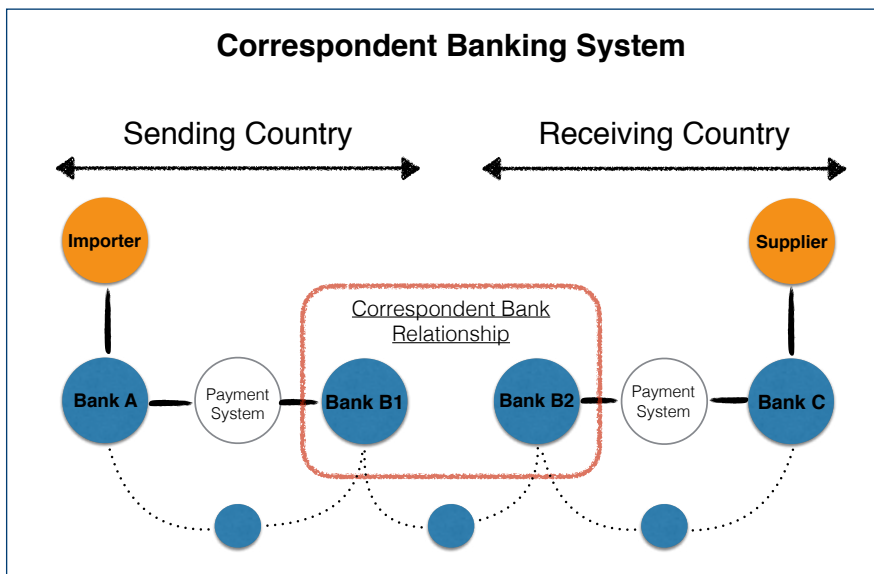 Correspondent Banking System
Sending Country
Receiving Country
Importer
Supplier
Correspondent Bank
Relationship
Bank A
Payment
System
Bank B1
Bank B2
Payment
System
Bank C